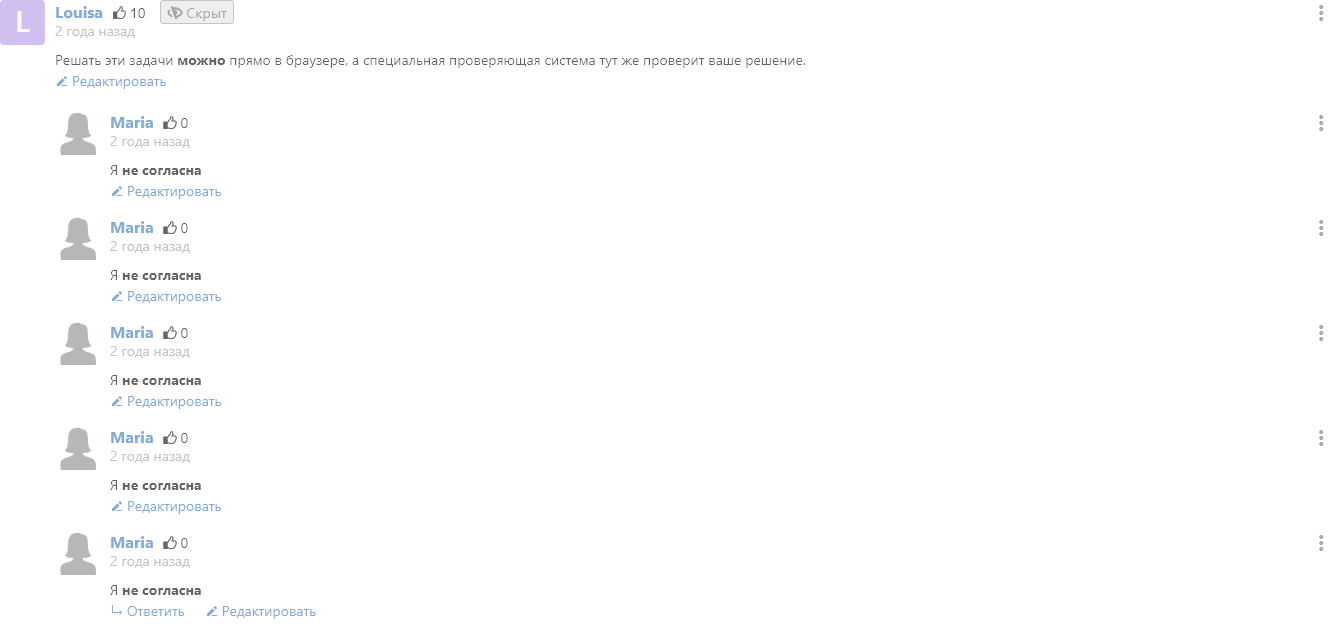 L
Louisa 10 Скрыт
2 года назад
Решать эти задачи можно прямо в браузере, а специальная проверяющая система тут же проверит ваше решение.
Редактировать
Maria 0
2 года назад
Я не согласна
Редактировать
Maria 0
2 года назад
Я не согласна
Редактировать
Maria 0
2 года назад
Я не согласна
Редактировать
Maria 0
2 года назад
Я не согласна
Редактировать
Maria 0
2 года назад
Я не согласна
Ответить Редактировать